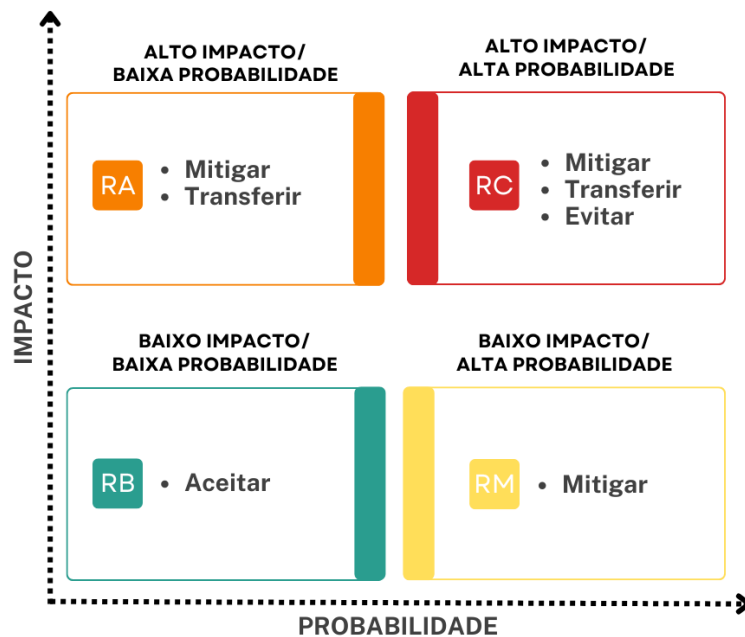 ALTO IMPACTO/
BAIXA PROBABILIDADE
RA
• Mitigar
• Transferir
ALTO IMPACTO/
ALTA PROBABILIDADE
RC
• Mitigar
• Transferir
• Evitar
IMPACTO
BAIXO IMPACTO/
BAIXA PROBABILIDADE
RB
• Aceitar
BAIXO IMPACTO/
ALTA PROBABILIDADE
RM
• Mitigar
PROBABILIDADE